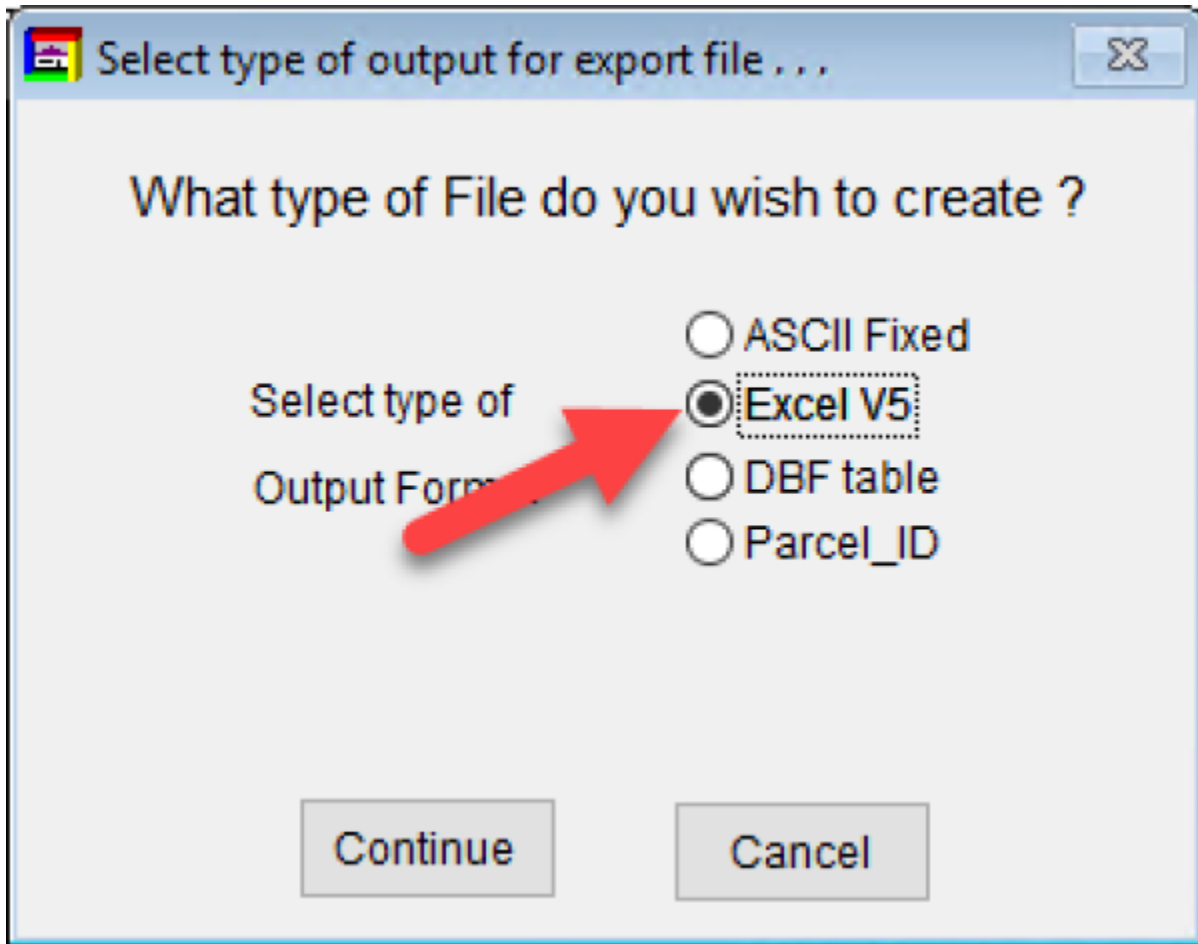 Select type of output for export file . . .
What type of File do you wish to create ?
ASCII Fixed
Select type of
Excel V5
Output
DBF table
Parcel_ID
Continue
Cancel